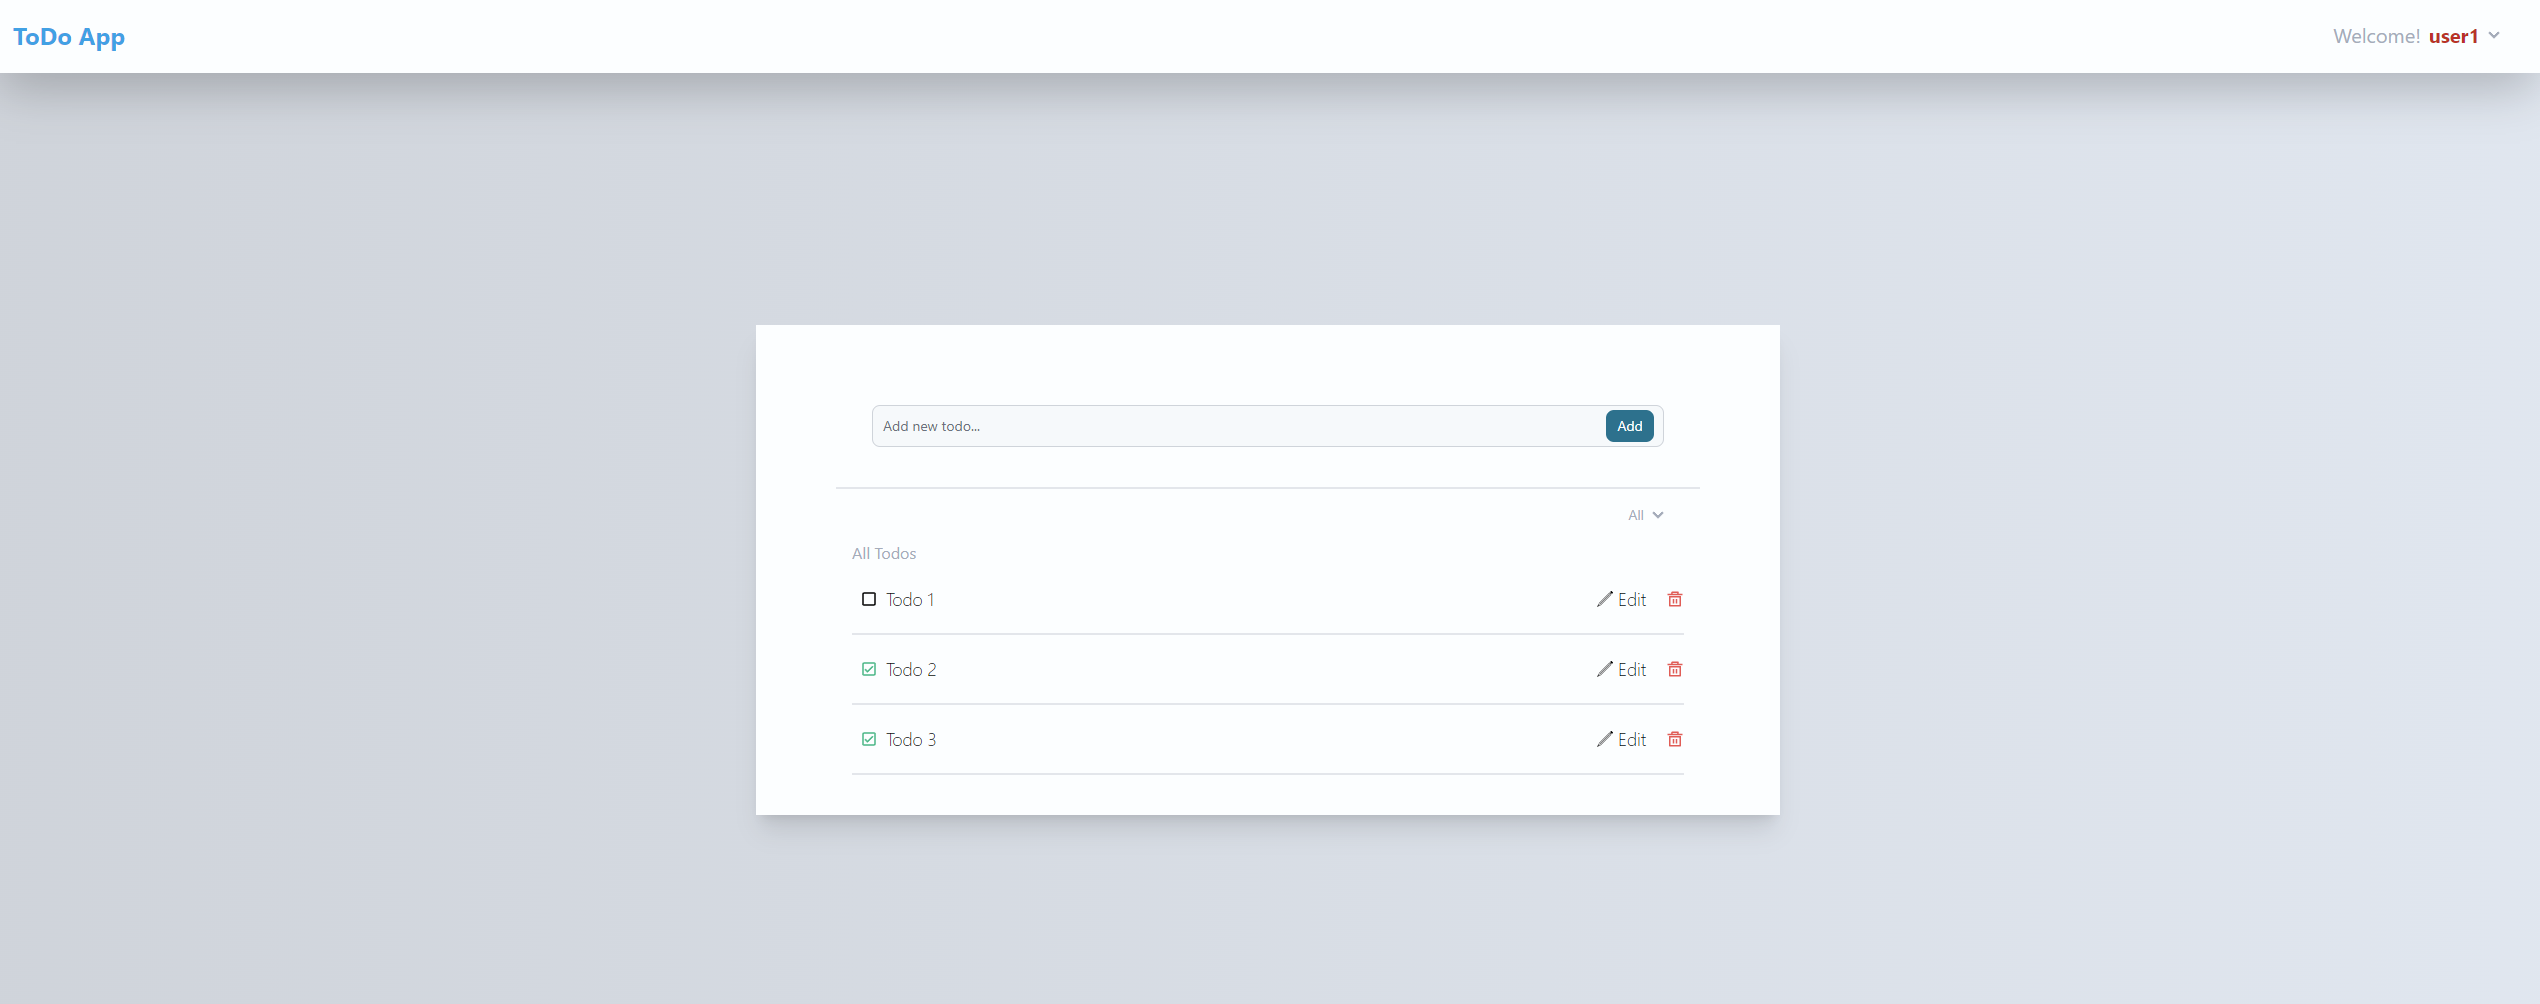 ToDo App
Welcome! user1
Add new todo...
Add
All
All Todos
Todo 1
Edit
Todo 2
Edit
Todo 3
Edit